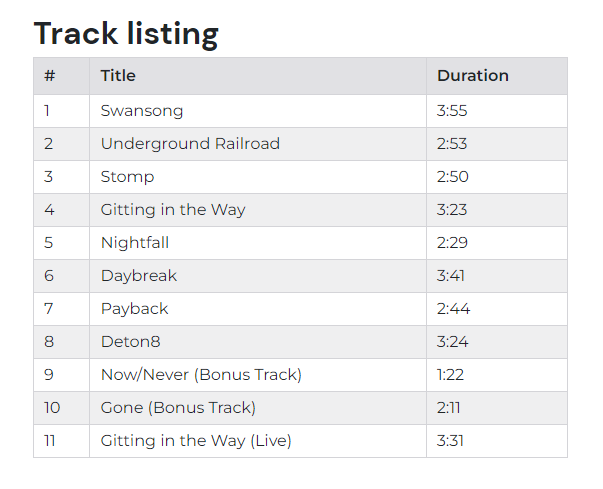 Track listing
# Title Duration
1 Swansong 3:55
2 Underground Railroad 2:53
3 Stomp 2:50
4 Gitting in the Way 3:23
5 Nightfall 2:29
6 Daybreak 3:41
7 Payback 2:44
8 Deton8 3:24
9 Now/Never (Bonus Track) 1:22
10 Gone (Bonus Track) 2:11
11 Gitting in the Way (Live) 3:31